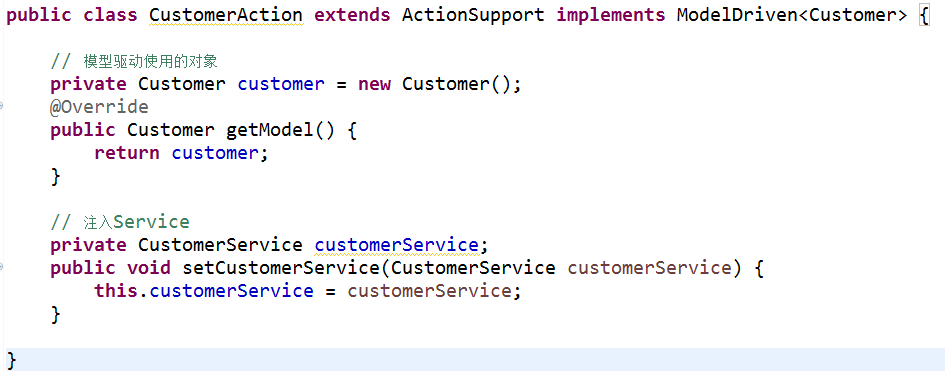 public class CustomerAction extends ActionSupport implements ModelDriven<Customer> {
// 模型驱动使用的对象
private Customer customer = new Customer();
@Override
public Customer getModel() {
return customer;
}
// 注入Service
private CustomerService customerService;
public void setCustomerService(CustomerService customerService) {
this.customerService = customerService;
}
}